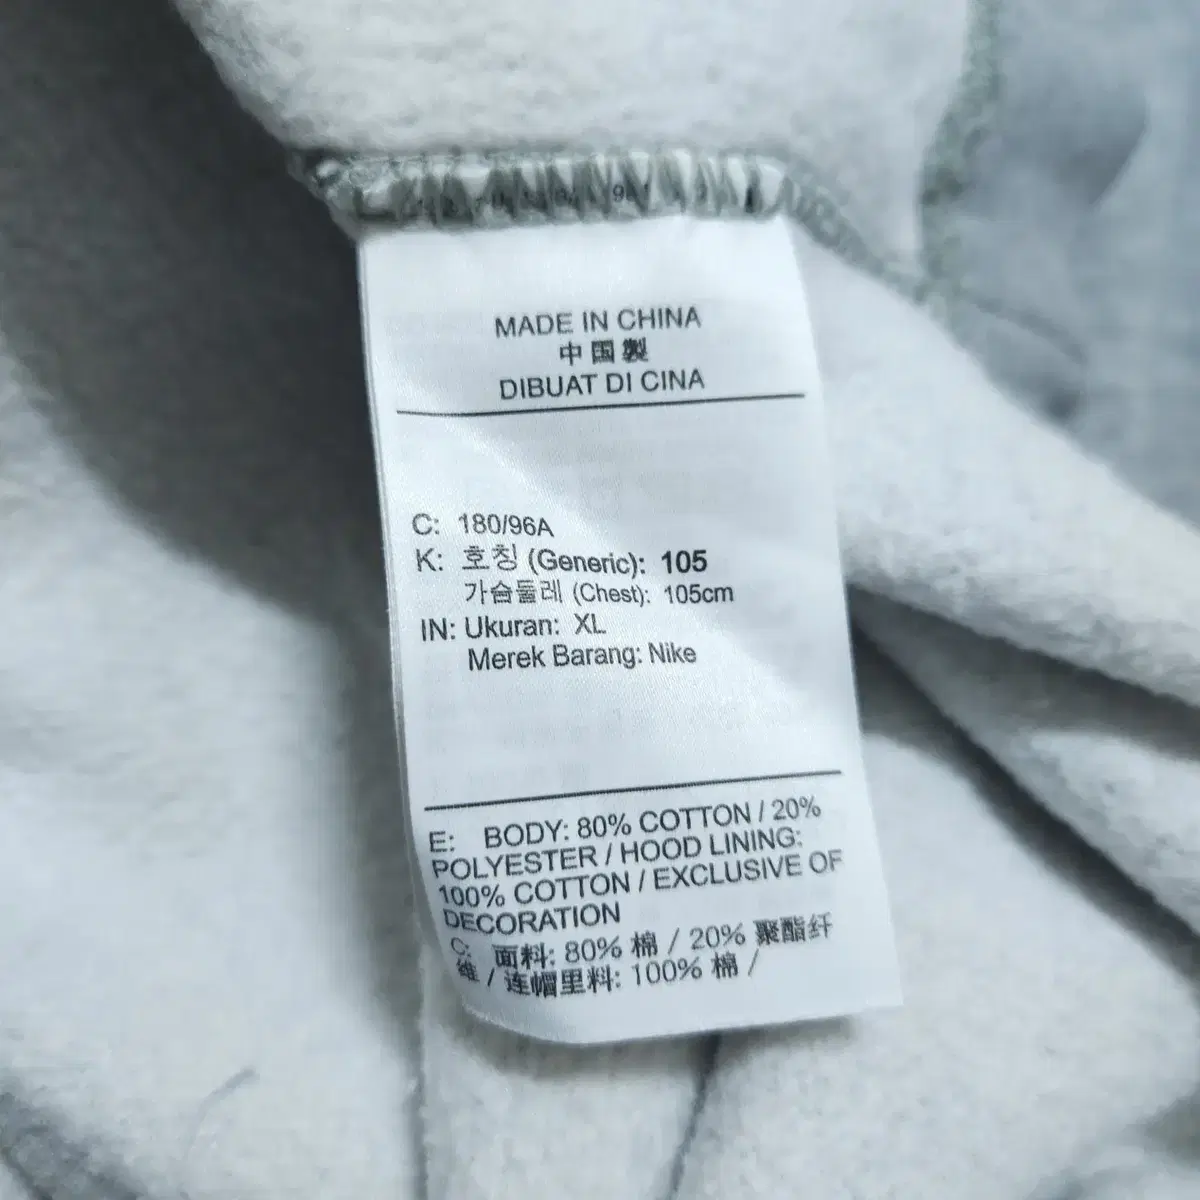 MADE IN CHINA
中国製
DIBUAT DI CINA
C: 180/96A
K: 호칭 (Generic): 105
가슴둘레 (Chest): 105cm
IN: Ukuran: XL
Merek Barang: Nike
E: BODY: 80% COTTON / 20%
POLYESTER / HOOD LINING:
100% COTTON / EXCLUSIVE OF
DECORATION
C: 面料: 80% 棉 / 20% 聚酯纤
维 / 连帽里料: 100% 棉 /